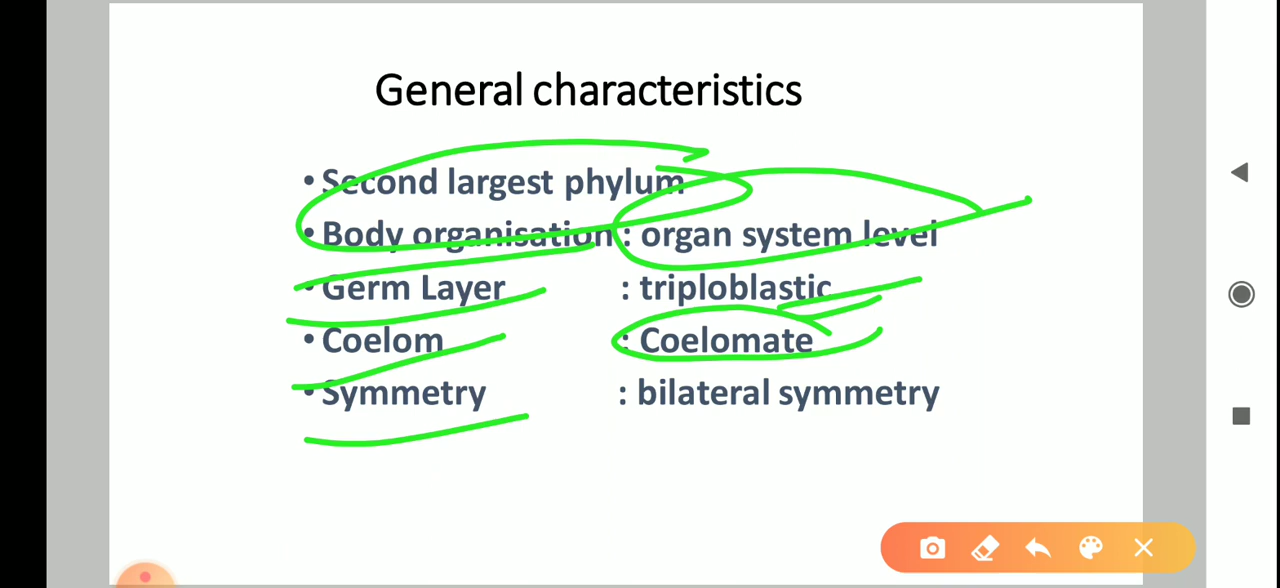 General characteristics
• Second largest phylum
• Body organisation : organ system level
• Germ Layer : triploblastic
• Coelom : Coelomate
• Symmetry : bilateral symmetry